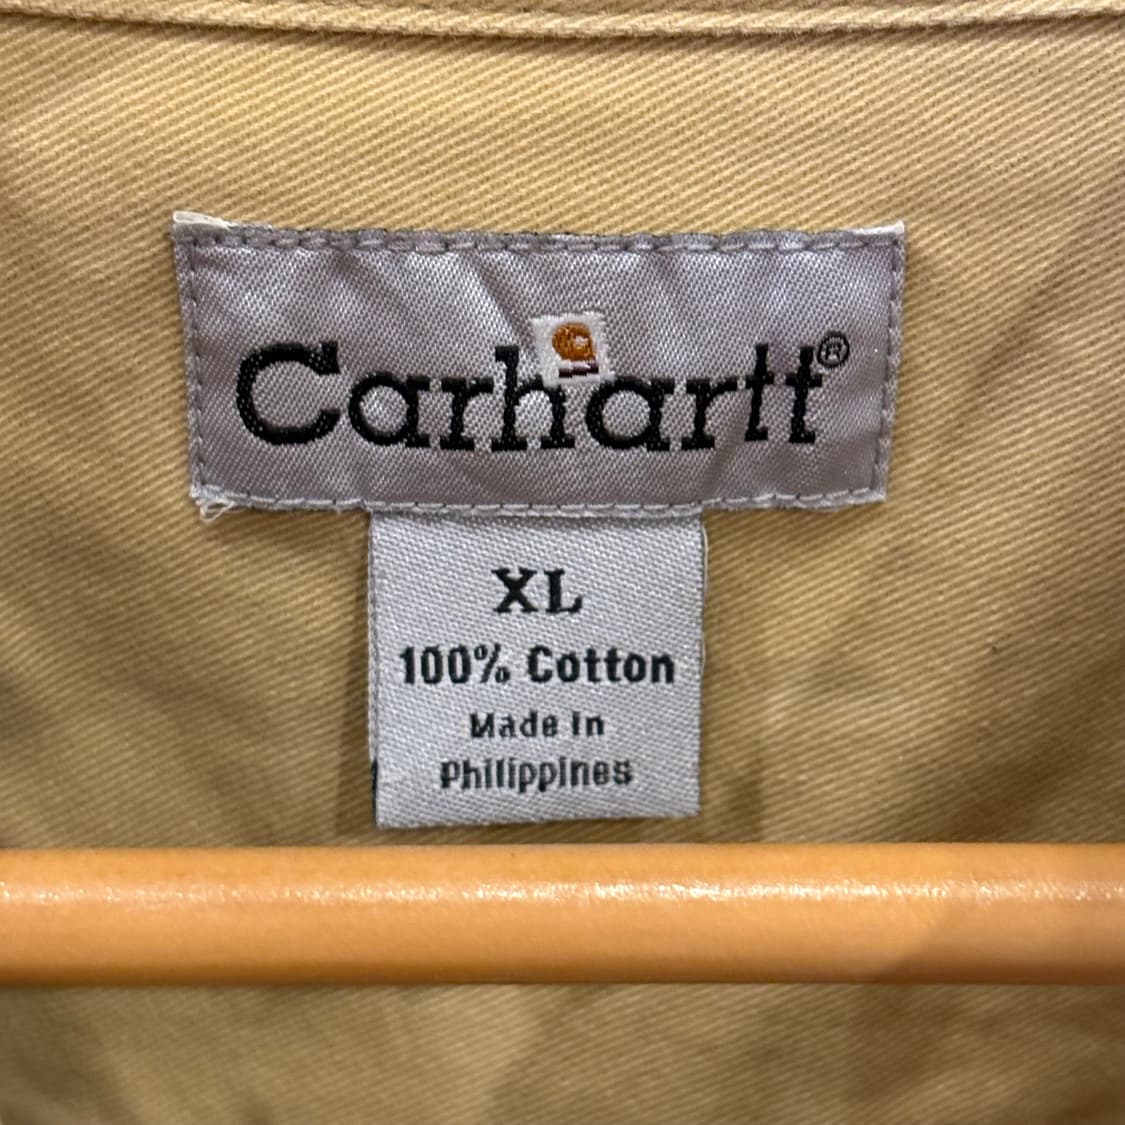 Carhartt®
XL
100% Cotton
Made In
Philippines